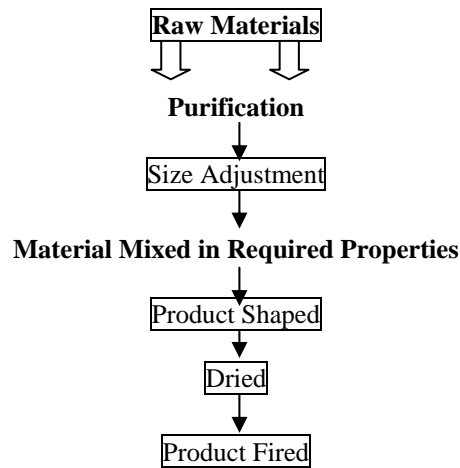 Raw Materials
Purification
Size Adjustment
Material Mixed in Required Properties
Product Shaped
Dried
Product Fired